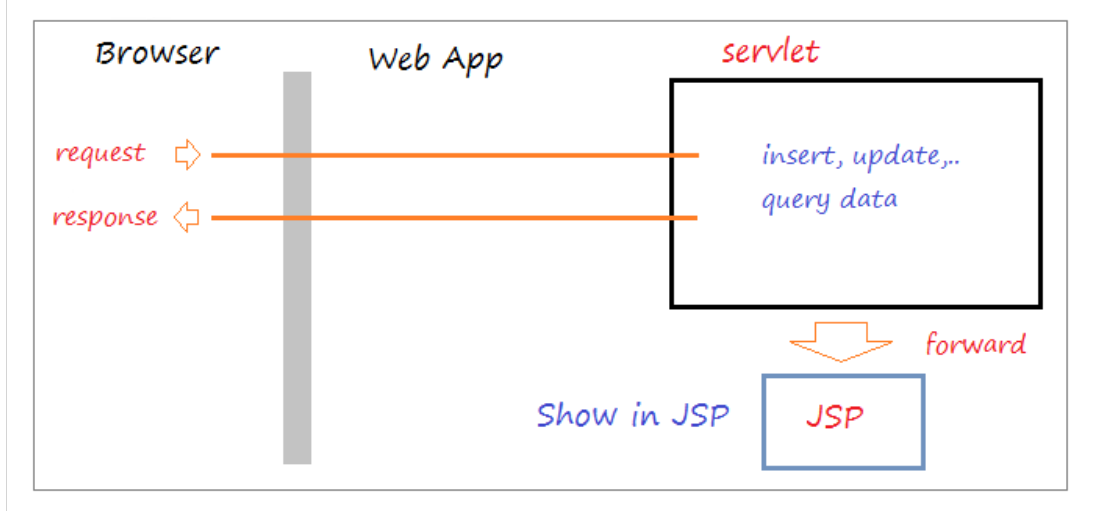 Browser
Web App
servlet
request
insert, update,..
query data
response
forward
Show in JSP
JSP